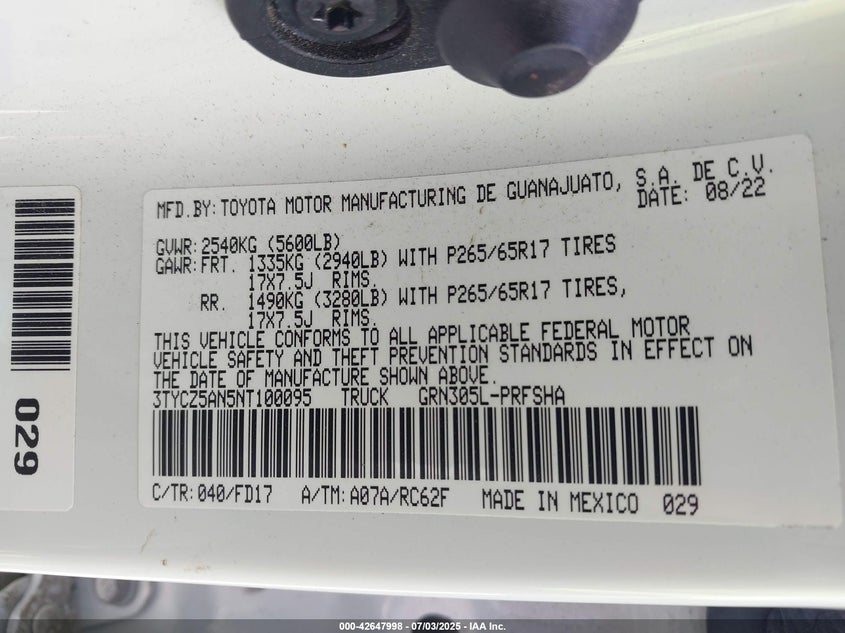 MFD.BY: TOYOTA MOTOR MANUFACTURING DE GUANAJUATO, S.A. DE C.V.
DATE: 08/22
GVWR: 2540KG (5600LB)
GAWR: FRT. 1335KG (2940LB) WITH P265/65R17 TIRES
17X7.5J RIMS.
RR. 1490KG (3280LB) WITH P265/65R17 TIRES,
17X7.5J RIMS.
THIS VEHICLE CONFORMS TO ALL APPLICABLE FEDERAL MOTOR
VEHICLE SAFETY AND THEFT PREVENTION STANDARDS IN EFFECT ON
THE DATE OF MANUFACTURE SHOWN ABOVE.
3TYCZ5AN5NT100095 TRUCK GRN305L-PRFSHA
C/TR: 040/FD17 A/TM: A07A/RC62F MADE IN MEXICO 029
029
000-42647998 - 07/03/2025 - IAA Inc.